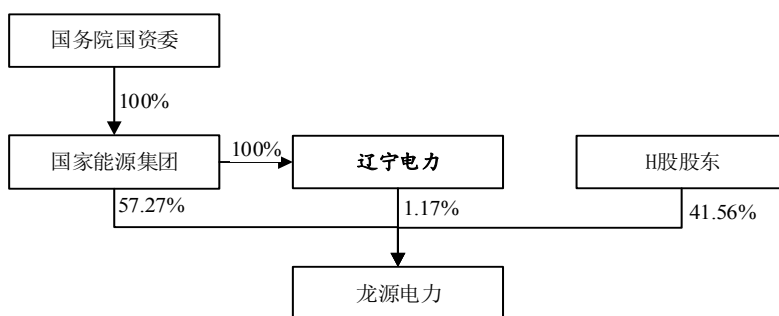 国务院国资委
100%
国家能源集团
100%
辽宁电力
H股股东
57.27%
1.17%
41.56%
龙源电力